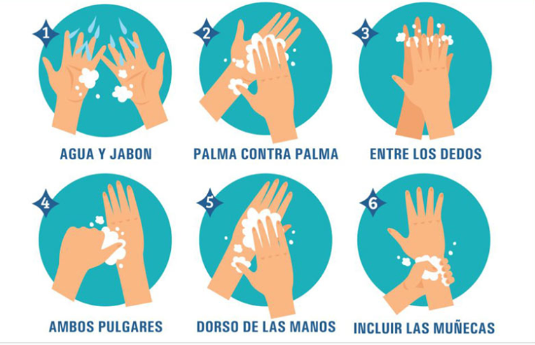 1
AGUA Y JABON
2
PALMA CONTRA PALMA
3
ENTRE LOS DEDOS
4
AMBOS PULGARES
5
DORSO DE LAS MANOS
6
INCLUIR LAS MUÑECAS